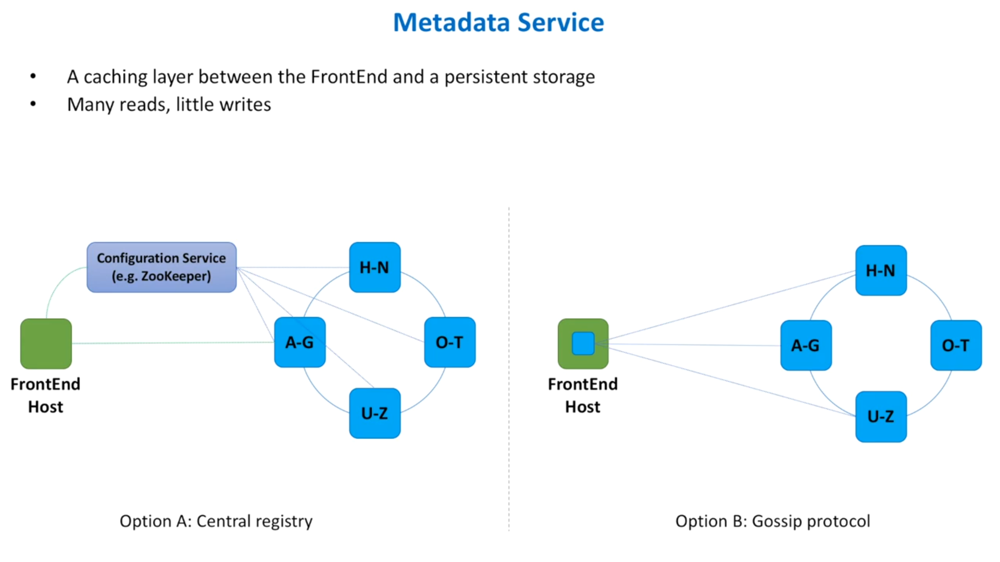 Metadata Service
• A caching layer between the FrontEnd and a persistent storage
• Many reads, little writes
Configuration Service
(e.g. ZooKeeper)
H-N
A-G
O-T
U-Z
FrontEnd
Host
Option A: Central registry
H-N
A-G
O-T
U-Z
FrontEnd
Host
Option B: Gossip protocol